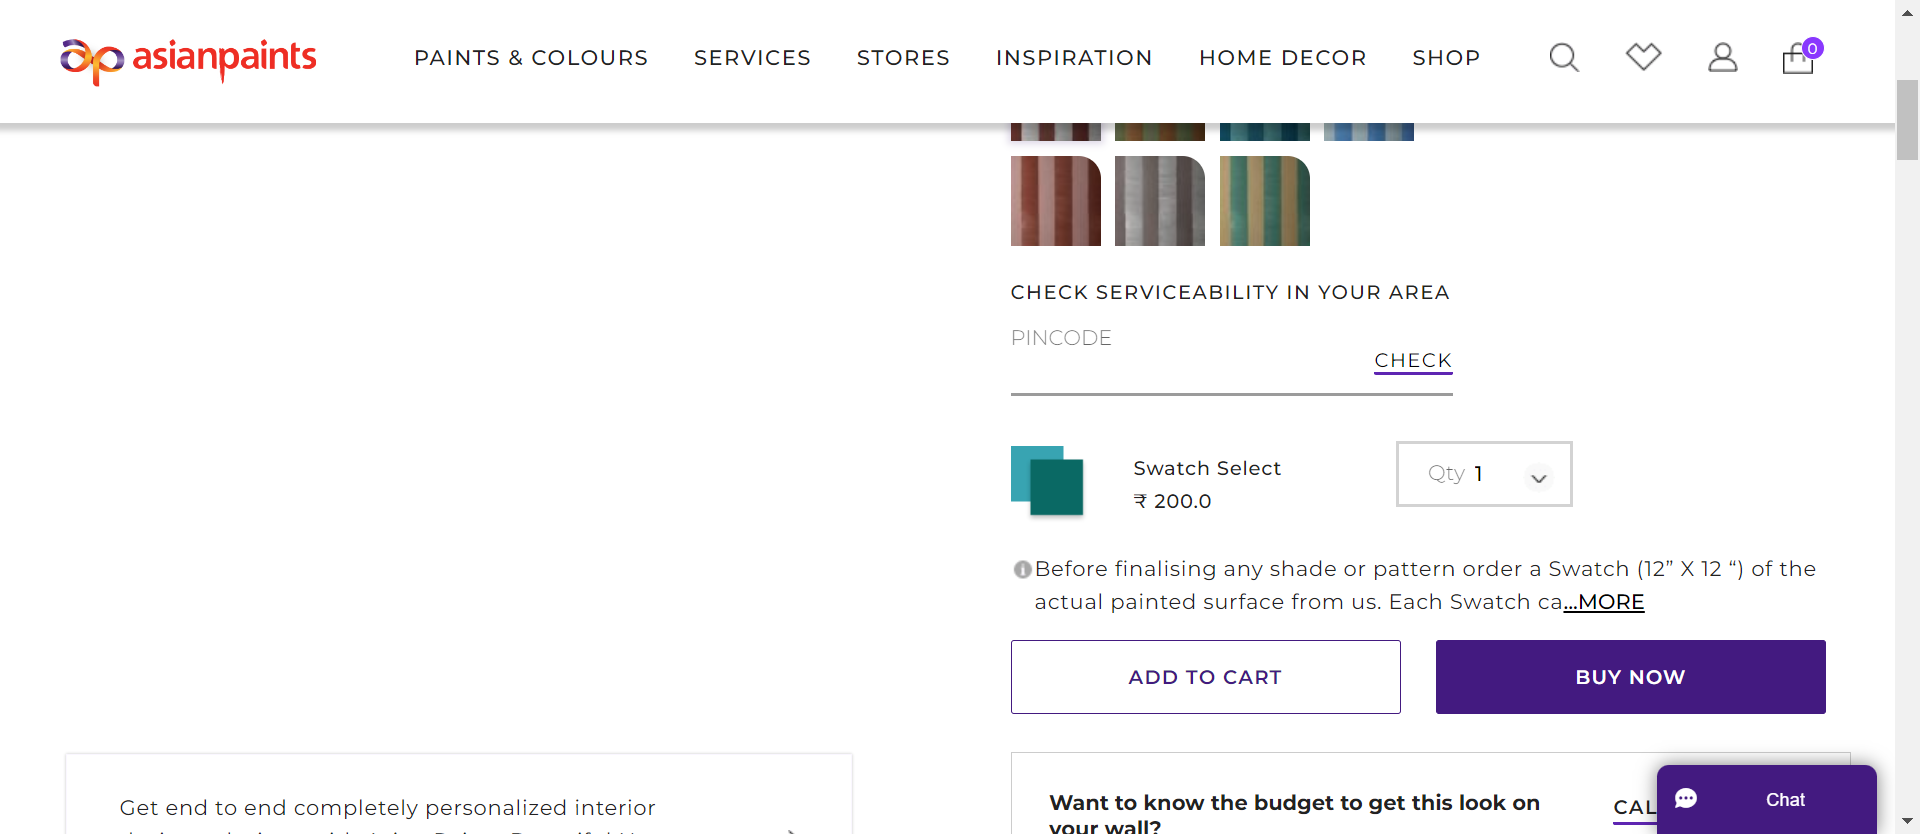 asianpaints
PAINTS & COLOURS
SERVICES
STORES
INSPIRATION
HOME DECOR
SHOP
0
CHECK SERVICEABILITY IN YOUR AREA
PINCODE
CHECK
Swatch Select
₹ 200.0
Qty 1
Before finalising any shade or pattern order a Swatch (12” X 12 “) of the
actual painted surface from us. Each Swatch ca...MORE
ADD TO CART
BUY NOW
Get end to end completely personalized interior
Want to know the budget to get this look on
your wall?
CAL
Chat